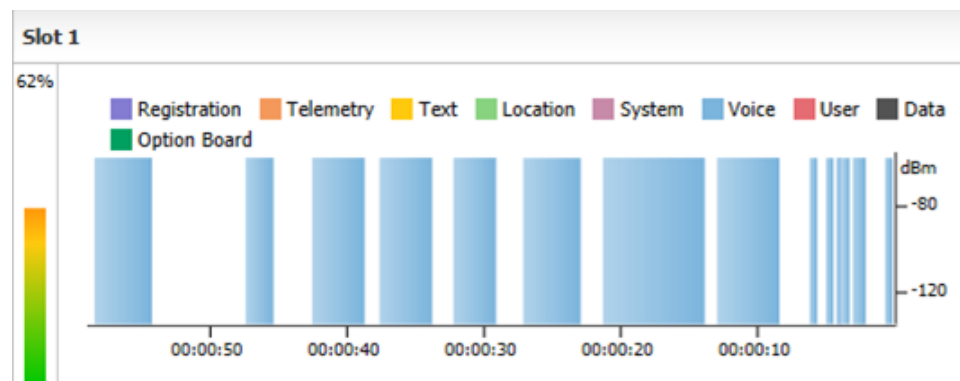 Slot 1
62%
Registration Telemetry Text Location System Voice User Data
Option Board
dBm
-80
-120
00:00:50 00:00:40 00:00:30 00:00:20 00:00:10